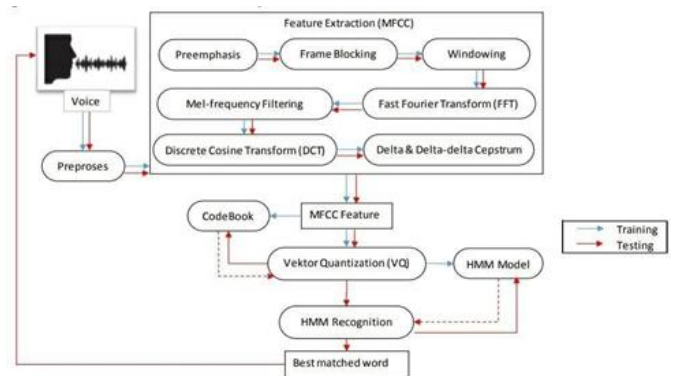 Feature Extraction (MFCC)
Preemphasis
Frame Blocking
Windowing
Voice
Mel-frequency Filtering
Fast Fourier Transform (FFT)
Discrete Cosine Transform (DCT)
Delta & Delta-delta Cepstrum
Preproses
CodeBook
MFCC Feature
Vektor Quantization (VQ)
HMM Model
Training
Testing
HMM Recognition
Best matched word